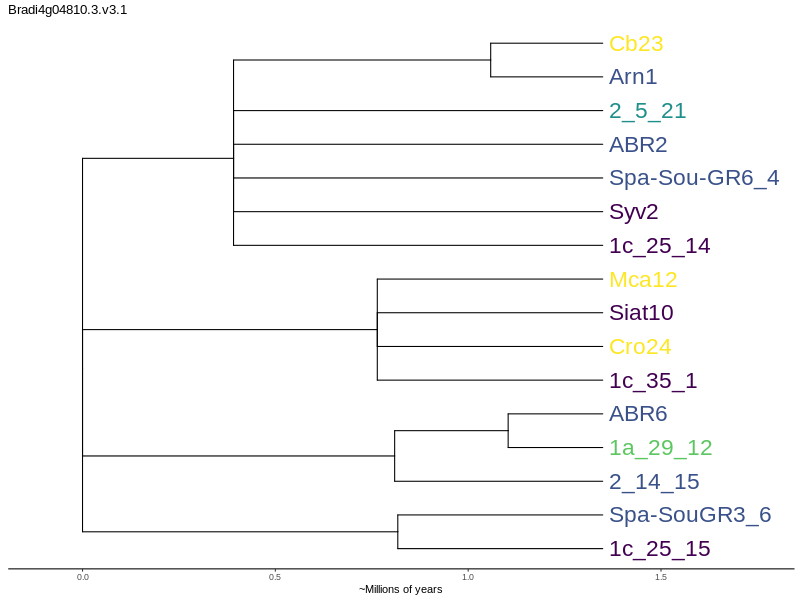 Bradi4g04810.3.v3.1
Cb23
Arn1
2_5_21
ABR2
Spa-Sou-GR6_4
Syv2
1c_25_14
Mca12
Siat10
Cro24
1c_35_1
ABR6
1a_29_12
2_14_15
Spa-SouGR3_6
1c_25_15
0.0 0.5 1.0 1.5
~Millions of years